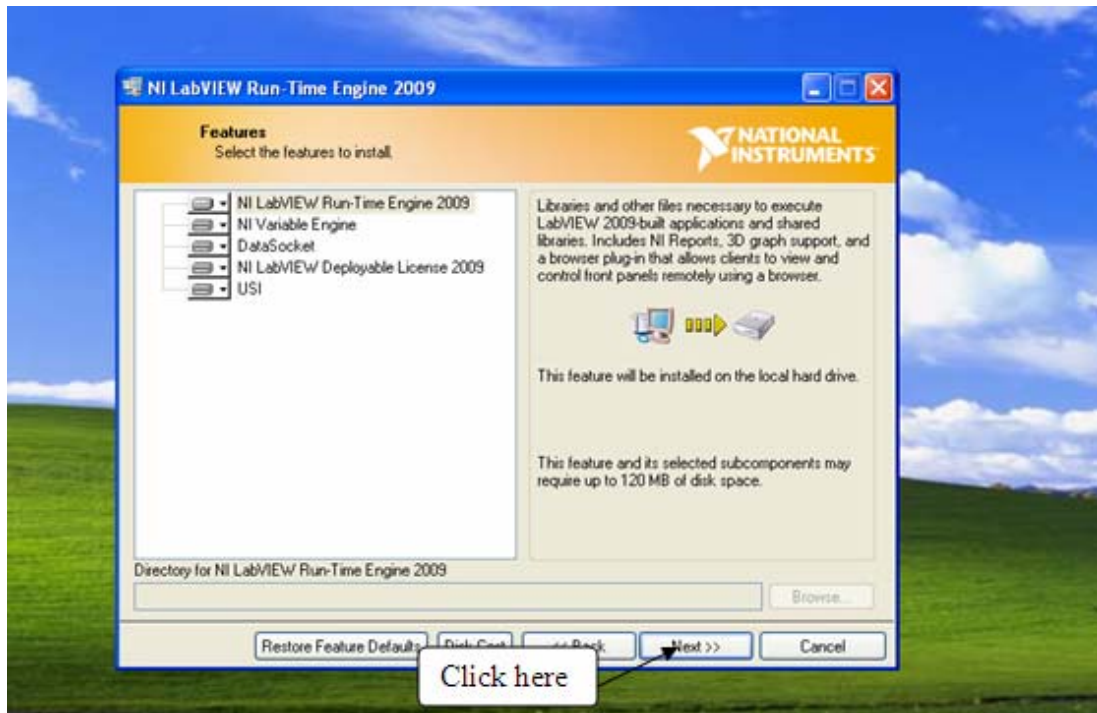 NI LabVIEW Run-Time Engine 2009
Features
Select the features to install.
NATIONAL
INSTRUMENTS
NI LabVIEW Run-Time Engine 2009
NI Variable Engine
DataSocket
NI LabVIEW Deployable License 2009
USI
Libraries and other files necessary to execute
LabVIEW 2009-built applications and shared
libraries. Includes NI Reports, 3D graph support, and
a browser plug-in that allows clients to view and
control front panels remotely using a browser.
This feature will be installed on the local hard drive.
This feature and its selected subcomponents may
require up to 120 MB of disk space.
Directory for NI LabVIEW Run-Time Engine 2009
Browse...
Restore Feature Defaults
Disk Cost
<< Back
Next >>
Cancel
Click here